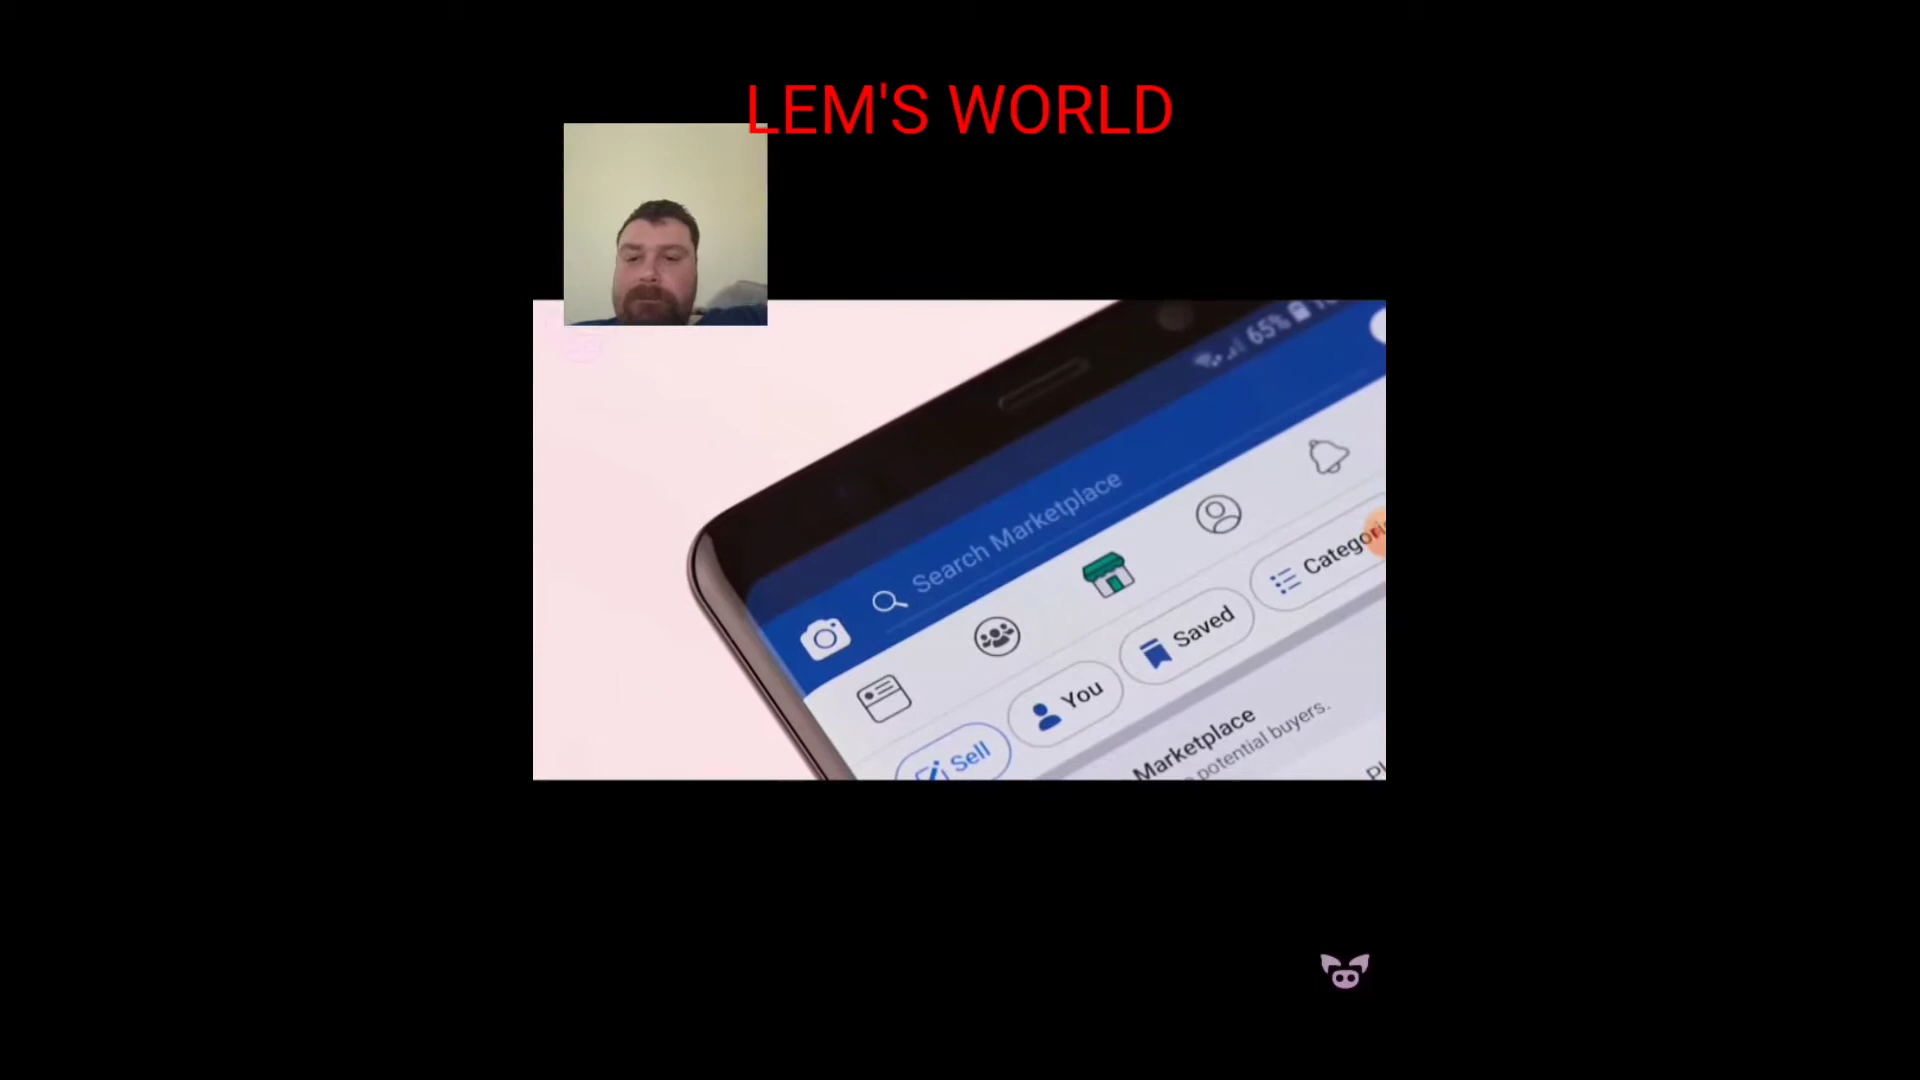 LEM'S WORLD
65%
Search Marketplace
Categori
Saved
You
Sell
Marketplace
potential buyers.